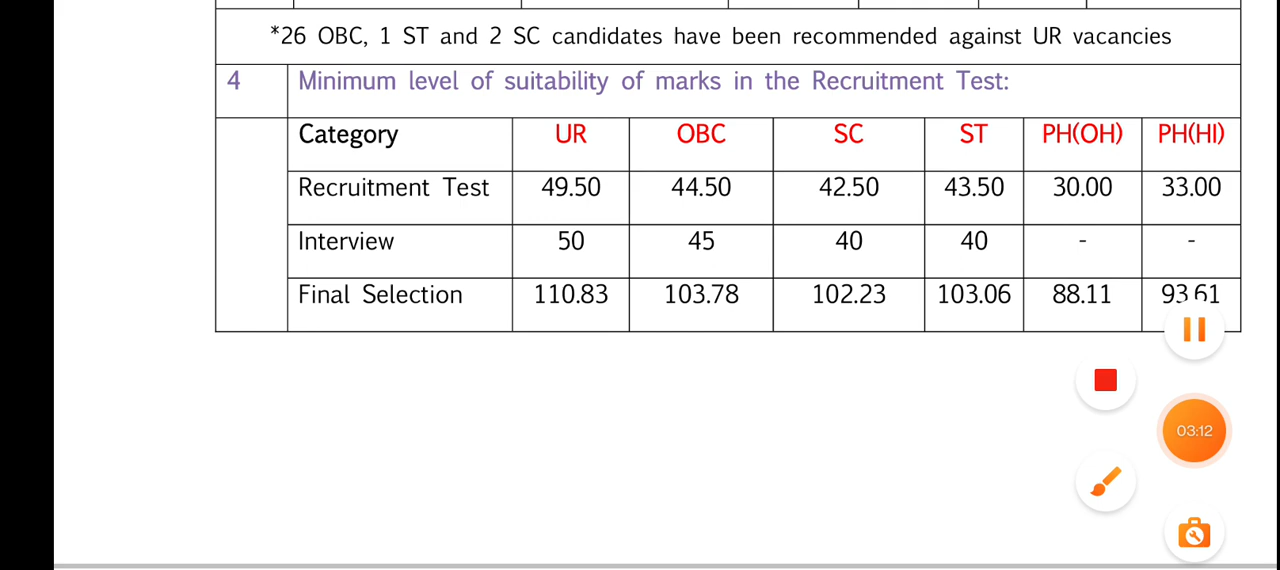 *26 OBC, 1 ST and 2 SC candidates have been recommended against UR vacancies
4 Minimum level of suitability of marks in the Recruitment Test:
Category UR OBC SC ST PH(OH) PH(HI)
Recruitment Test 49.50 44.50 42.50 43.50 30.00 33.00
Interview 50 45 40 40 - -
Final Selection 110.83 103.78 102.23 103.06 88.11 93.61
03:12